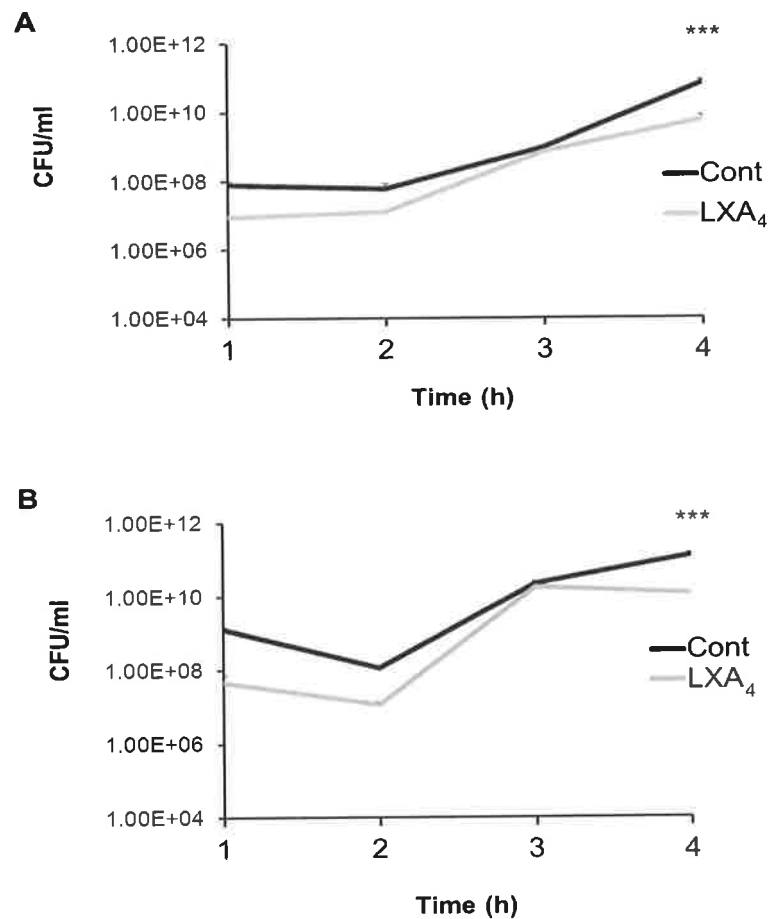 A
***
1.00E+12
1.00E+10
1.00E+08
1.00E+06
1.00E+04
CFU/ml
Cont
LXA4
1 2 3 4
Time (h)
B
***
1.00E+12
1.00E+10
1.00E+08
1.00E+06
1.00E+04
CFU/ml
Cont
LXA4
1 2 3 4
Time (h)